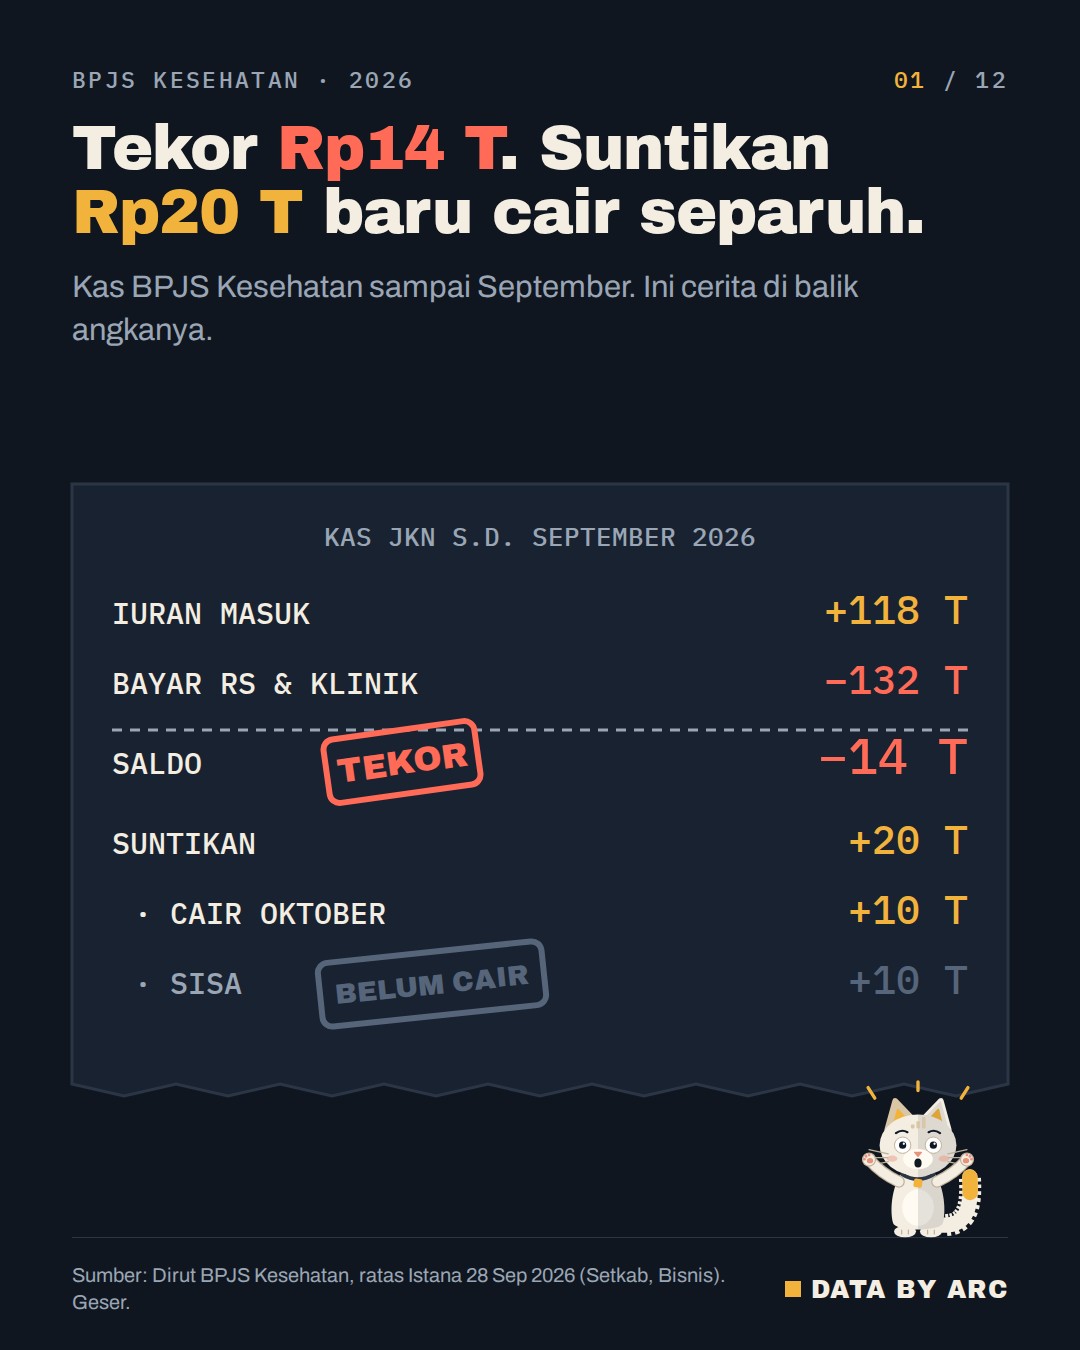 BPJS KESEHATAN · 2026
01 / 12
Tekor Rp14 T. Suntikan
Rp20 T baru cair separuh.
Kas BPJS Kesehatan sampai September. Ini cerita di balik
angkanya.
KAS JKN S.D. SEPTEMBER 2026
IURAN MASUK +118 T
BAYAR RS & KLINIK −132 T
SALDO TEKOR −14 T
SUNTIKAN +20 T
· CAIR OKTOBER +10 T
· SISA BELUM CAIR +10 T
Sumber: Dirut BPJS Kesehatan, ratas Istana 28 Sep 2026 (Setkab, Bisnis).
Geser.
DATA BY ARC